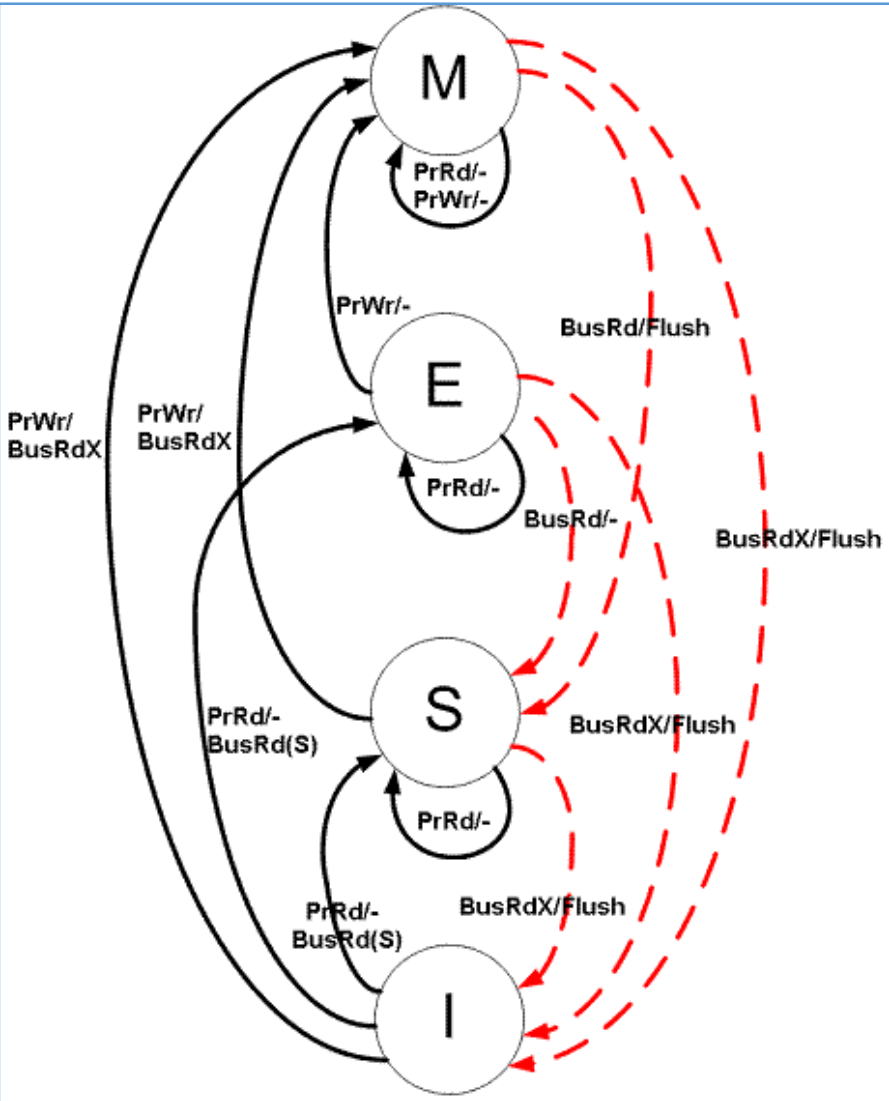 M
PrRd/-
PrWr/-
PrWr/-
BusRd/Flush
E
PrWr/
BusRdX
PrWr/
BusRdX
PrRd/-
BusRd/-
BusRdX/Flush
S
PrRd/-
BusRd(S)
BusRdX/Flush
PrRd/-
PrRd/-
BusRd(S)
BusRdX/Flush
I